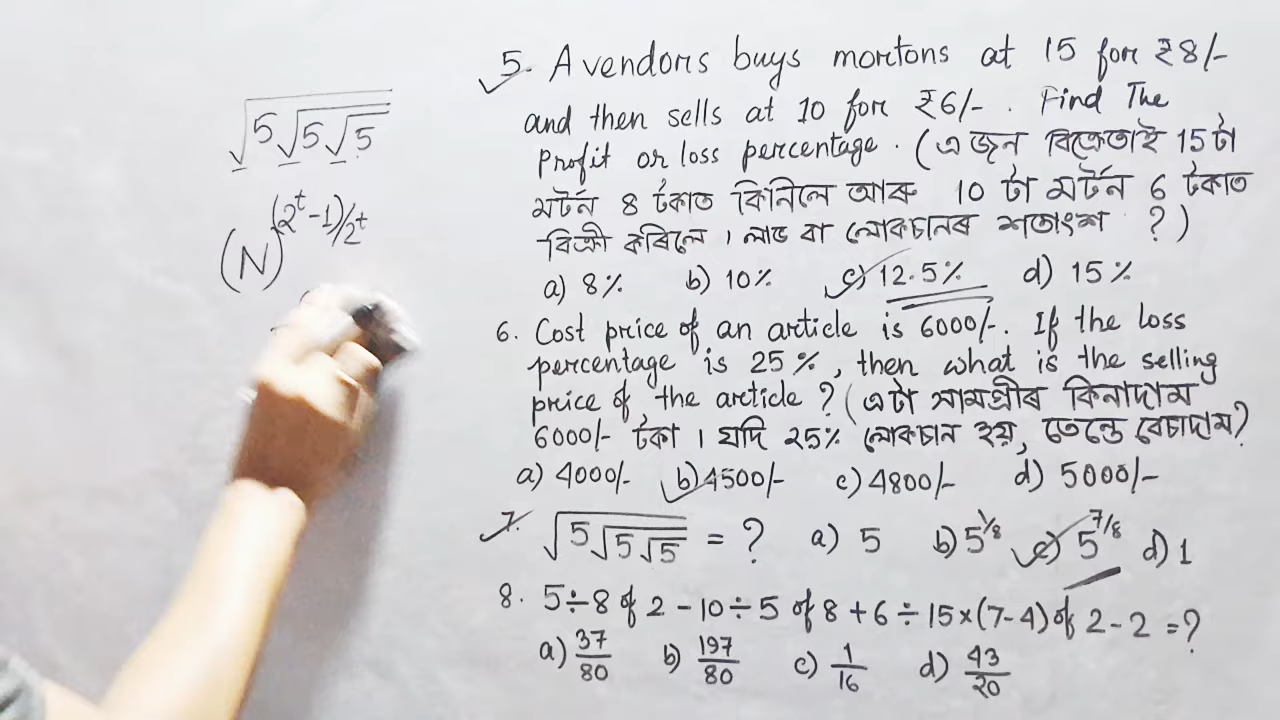 √5√5√5
(N)^(2^t-1)/2^t
5. A vendors buys mortons at 15 for ₹8/-
and then sells at 10 for ₹6/-. Find The
Profit or loss percentage. (এজন বিক্ৰেতাই 15 টা
মৰ্টন 8 টকাত কিনিলে আৰু 10 টা মৰ্টন 6 টকাত
বিক্ৰী কৰিলে। লাভ বা লোকচানৰ শতাংশ ?)
a) 8% b) 10% c) 12.5% d) 15%
6. Cost price of an article is 6000/-. If the loss
percentage is 25%, then what is the selling
price of the article? (এটা সামগ্ৰীৰ কিনাদাম
6000/- টকা। যদি 25% লোকচান হয়, তেন্তে বেচাদাম?
a) 4000/- b) 4500/- c) 4800/- d) 5000/-
7. √5√5√5 = ? a) 5 b) 5^1/8 c) 5^7/8 d) 1
8. 5÷8 of 2-10÷5 of 8+6÷15×(7-4) of 2-2 =?
a) 37/80 b) 197/80 c) 1/16 d) 43/20